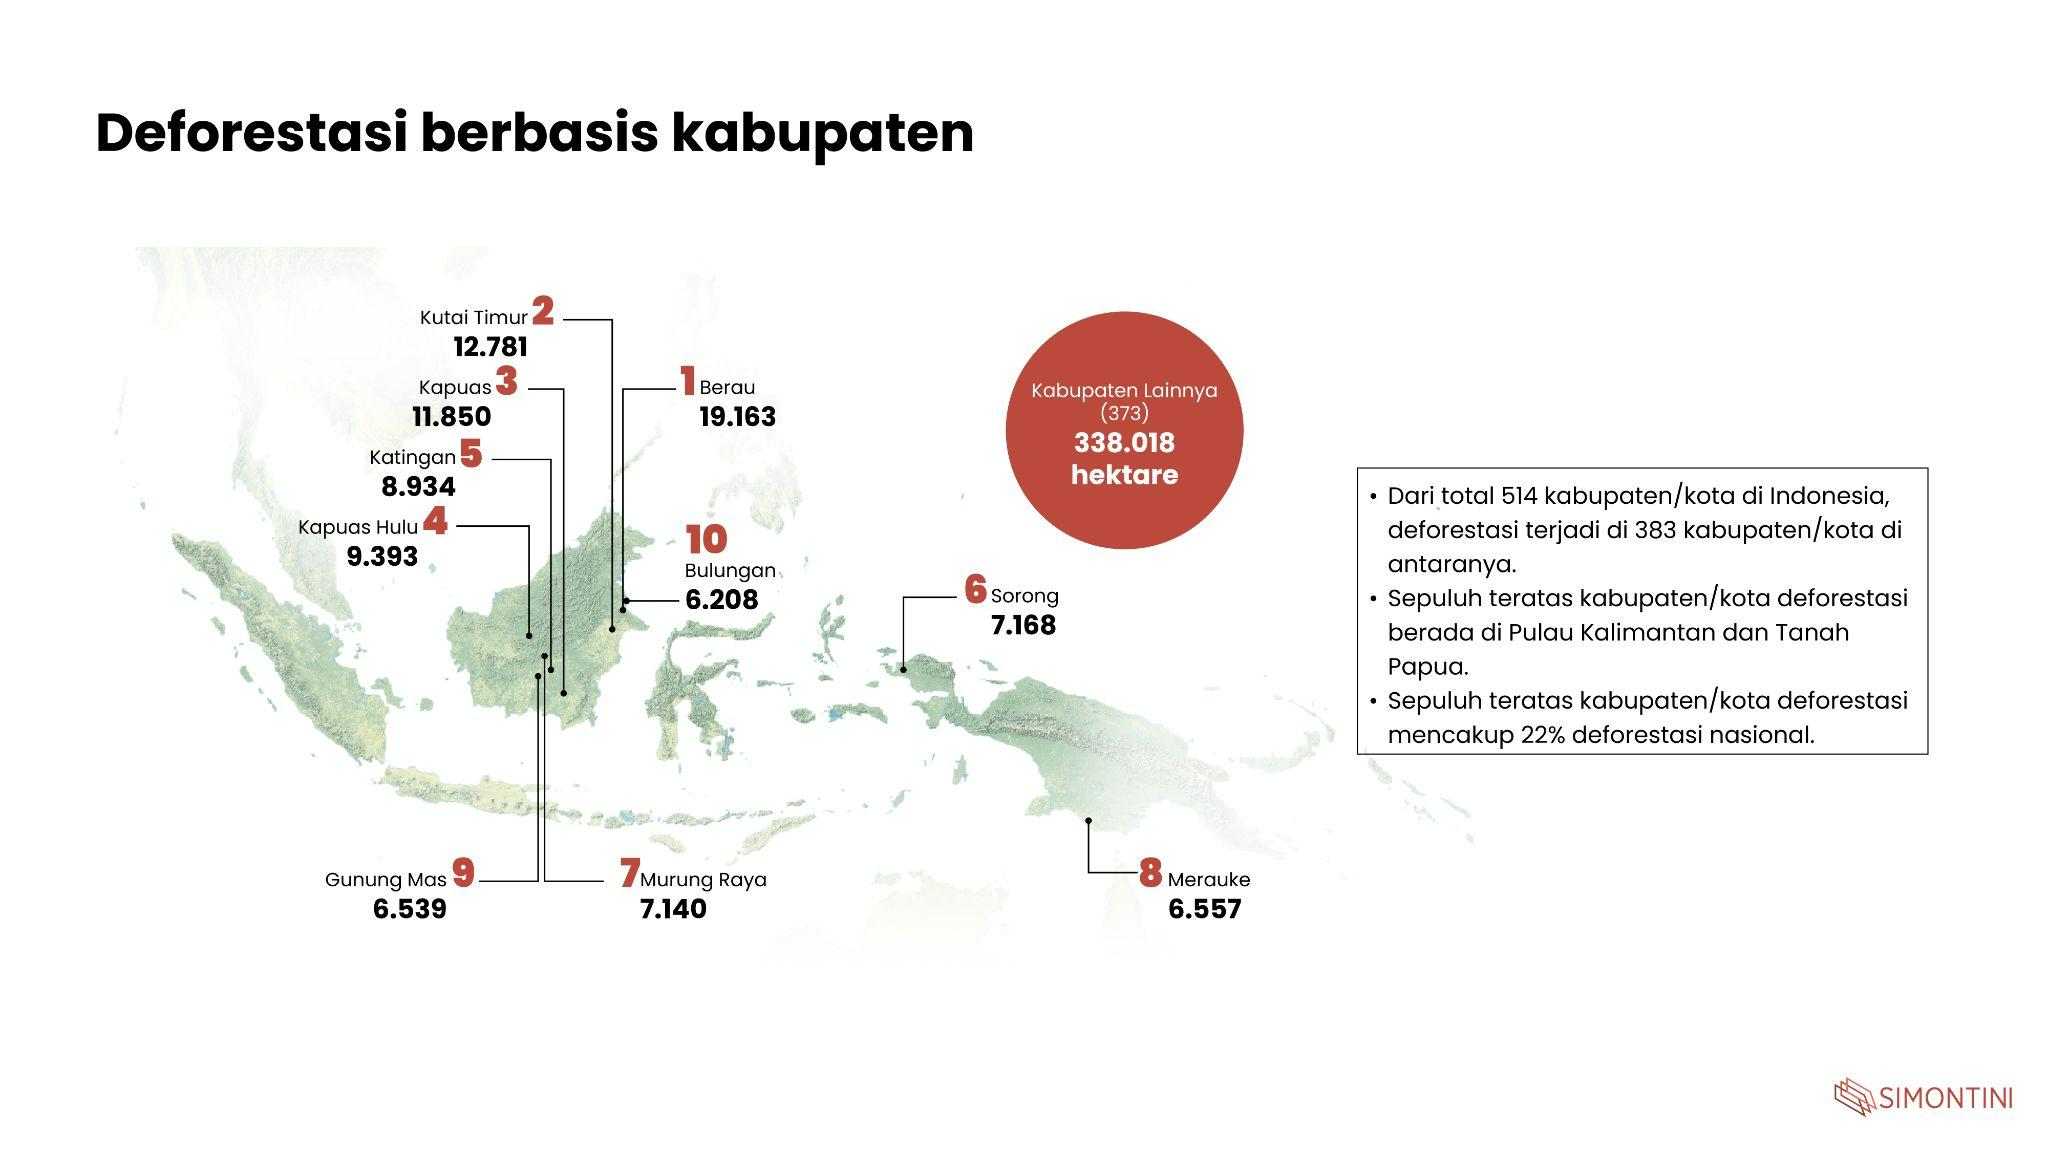 Deforestasi berbasis kabupaten
Kutai Timur 2
12.781
Kapuas 3
11.850
1 Berau
19.163
Katingan 5
8.934
Kapuas Hulu 4
9.393
10
Bulungan
6.208
Kabupaten Lainnya
(373)
338.018
hektare
6 Sorong
7.168
Gunung Mas 9
6.539
7 Murung Raya
7.140
8 Merauke
6.557
• Dari total 514 kabupaten/kota di Indonesia,
deforestasi terjadi di 383 kabupaten/kota di
antaranya.
• Sepuluh teratas kabupaten/kota deforestasi
berada di Pulau Kalimantan dan Tanah
Papua.
• Sepuluh teratas kabupaten/kota deforestasi
mencakup 22% deforestasi nasional.
SIMONTINI